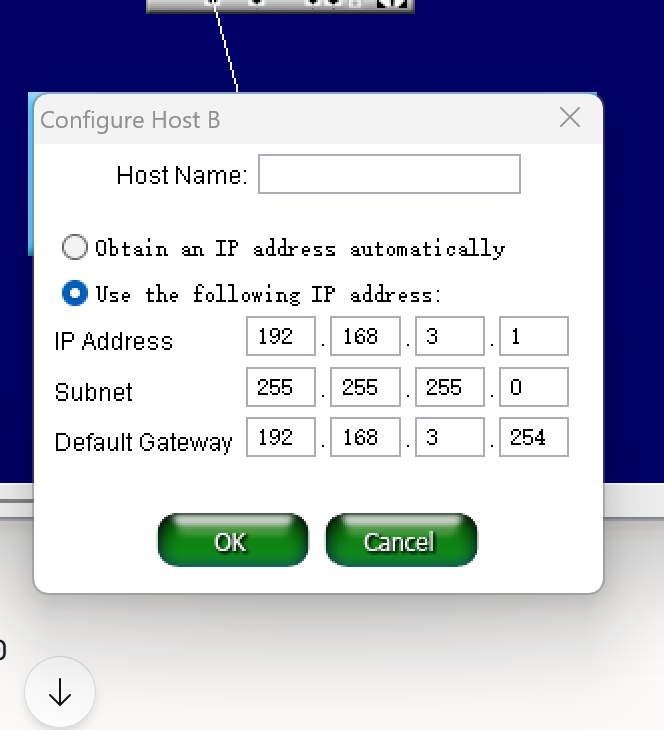 Configure Host B
Host Name:
Obtain an IP address automatically
Use the following IP address:
IP Address 192 . 168 . 3 . 1
Subnet 255 . 255 . 255 . 0
Default Gateway 192 . 168 . 3 . 254
OK Cancel